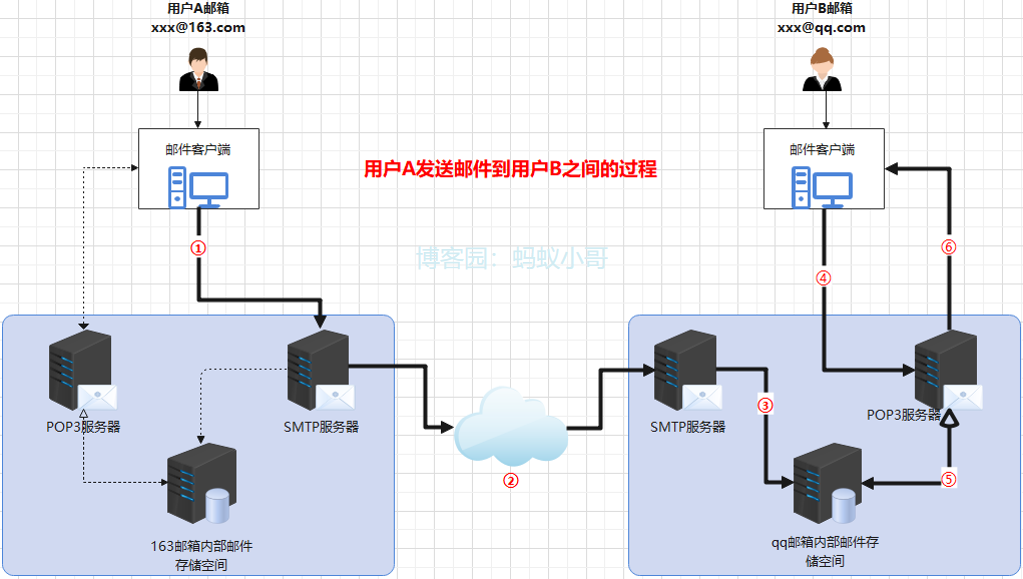 用户A邮箱
xxx@163.com
用户B邮箱
xxx@qq.com
邮件客户端
邮件客户端
用户A发送邮件到用户B之间的过程
①
博客园：蚂蚁小哥
⑥
④
POP3服务器
SMTP服务器
②
SMTP服务器
③
POP3服务器
⑤
163邮箱内部邮件
存储空间
qq邮箱内部邮件存
储空间